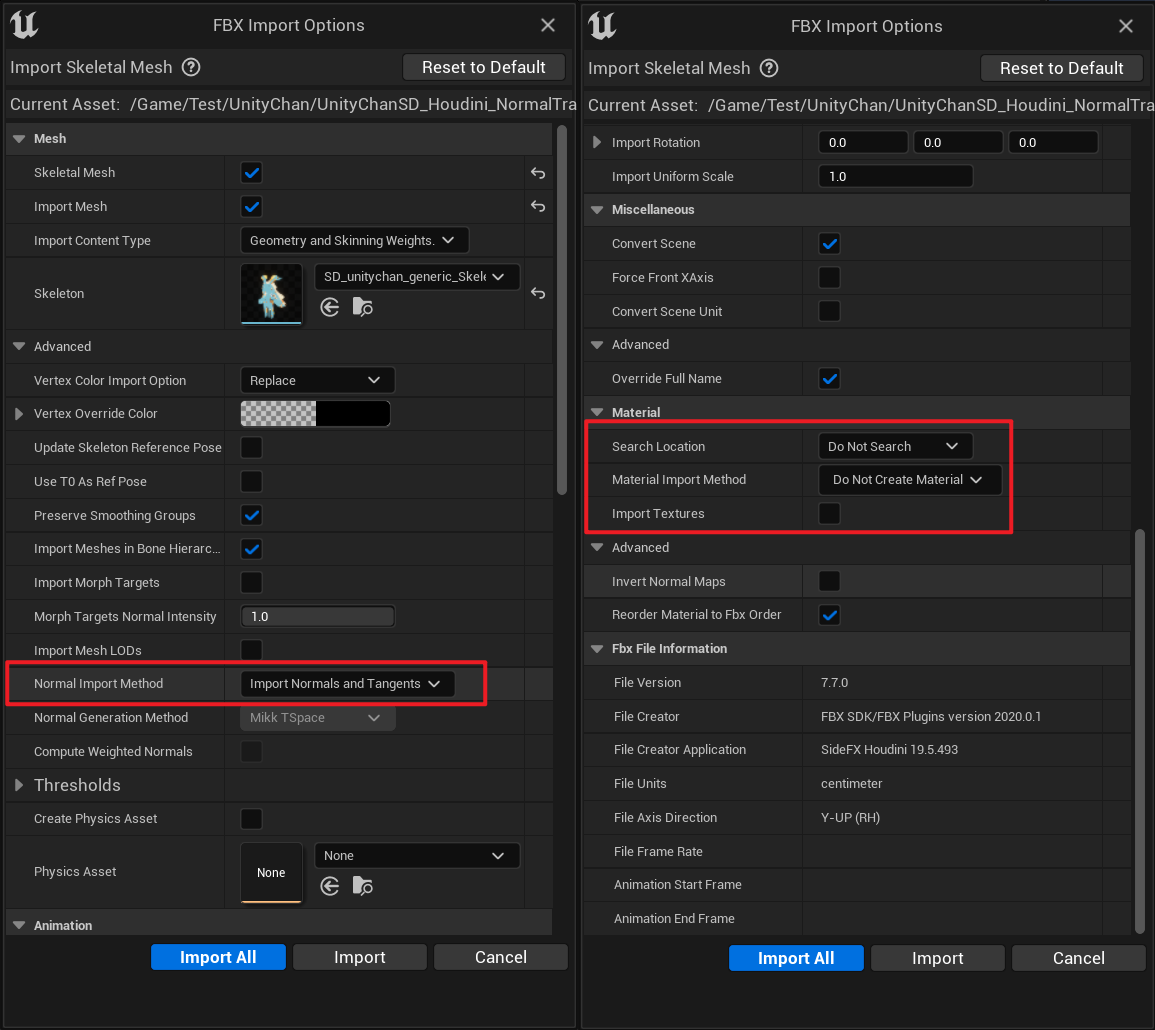 FBX Import Options
Import Skeletal Mesh ?
Reset to Default
Current Asset: /Game/Test/UnityChan/UnityChanSD_Houdini_NormalTra
Mesh
Skeletal Mesh
Import Mesh
Import Content Type Geometry and Skinning Weights.
Skeleton SD_unitychan_generic_Skele
Advanced
Vertex Color Import Option Replace
Vertex Override Color
Update Skeleton Reference Pose
Use T0 As Ref Pose
Preserve Smoothing Groups
Import Meshes in Bone Hierarc...
Import Morph Targets
Morph Targets Normal Intensity 1.0
Import Mesh LODs
Normal Import Method Import Normals and Tangents
Normal Generation Method Mikk TSpace
Compute Weighted Normals
Thresholds
Create Physics Asset
Physics Asset None None
Animation
Import All Import Cancel
FBX Import Options
Import Skeletal Mesh ?
Reset to Default
Current Asset: /Game/Test/UnityChan/UnityChanSD_Houdini_NormalTra
Import Rotation 0.0 0.0 0.0
Import Uniform Scale 1.0
Miscellaneous
Convert Scene
Force Front XAxis
Convert Scene Unit
Advanced
Override Full Name
Material
Search Location Do Not Search
Material Import Method Do Not Create Material
Import Textures
Advanced
Invert Normal Maps
Reorder Material to Fbx Order
Fbx File Information
File Version 7.7.0
File Creator FBX SDK/FBX Plugins version 2020.0.1
File Creator Application SideFX Houdini 19.5.493
File Units centimeter
File Axis Direction Y-UP (RH)
File Frame Rate
Animation Start Frame
Animation End Frame
Import All Import Cancel